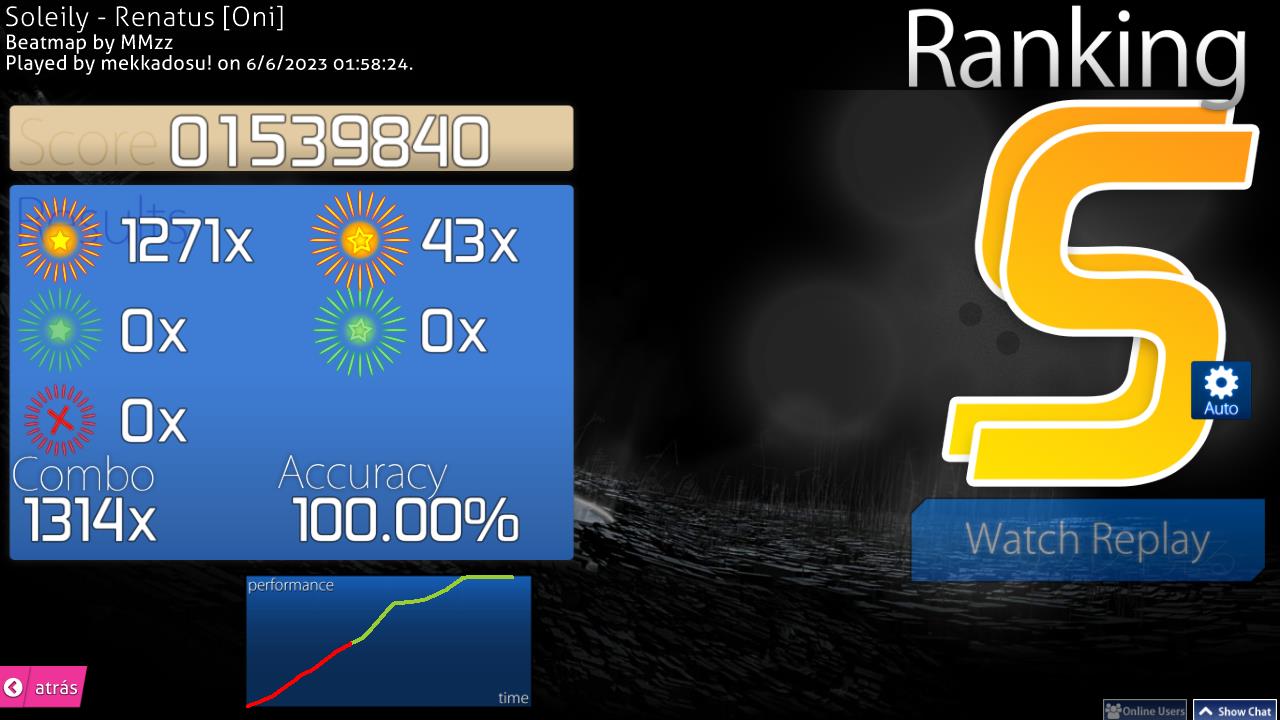 Soleily - Renatus [Oni]
Beatmap by MMzz
Played by mekkadosu! on 6/6/2023 01:58:24.
Ranking
Score 01539840
Results
1271x 43x
0x 0x
0x
Combo Accuracy
1314x 100.00%
S
Auto
Watch Replay
performance
time
atrás
Online Users Show Chat